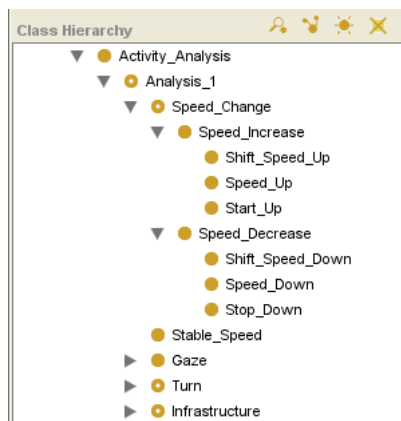 Class Hierarchy
Activity_Analysis
Analysis_1
Speed_Change
Speed_Increase
Shift_Speed_Up
Speed_Up
Start_Up
Speed_Decrease
Shift_Speed_Down
Speed_Down
Stop_Down
Stable_Speed
Gaze
Turn
Infrastructure